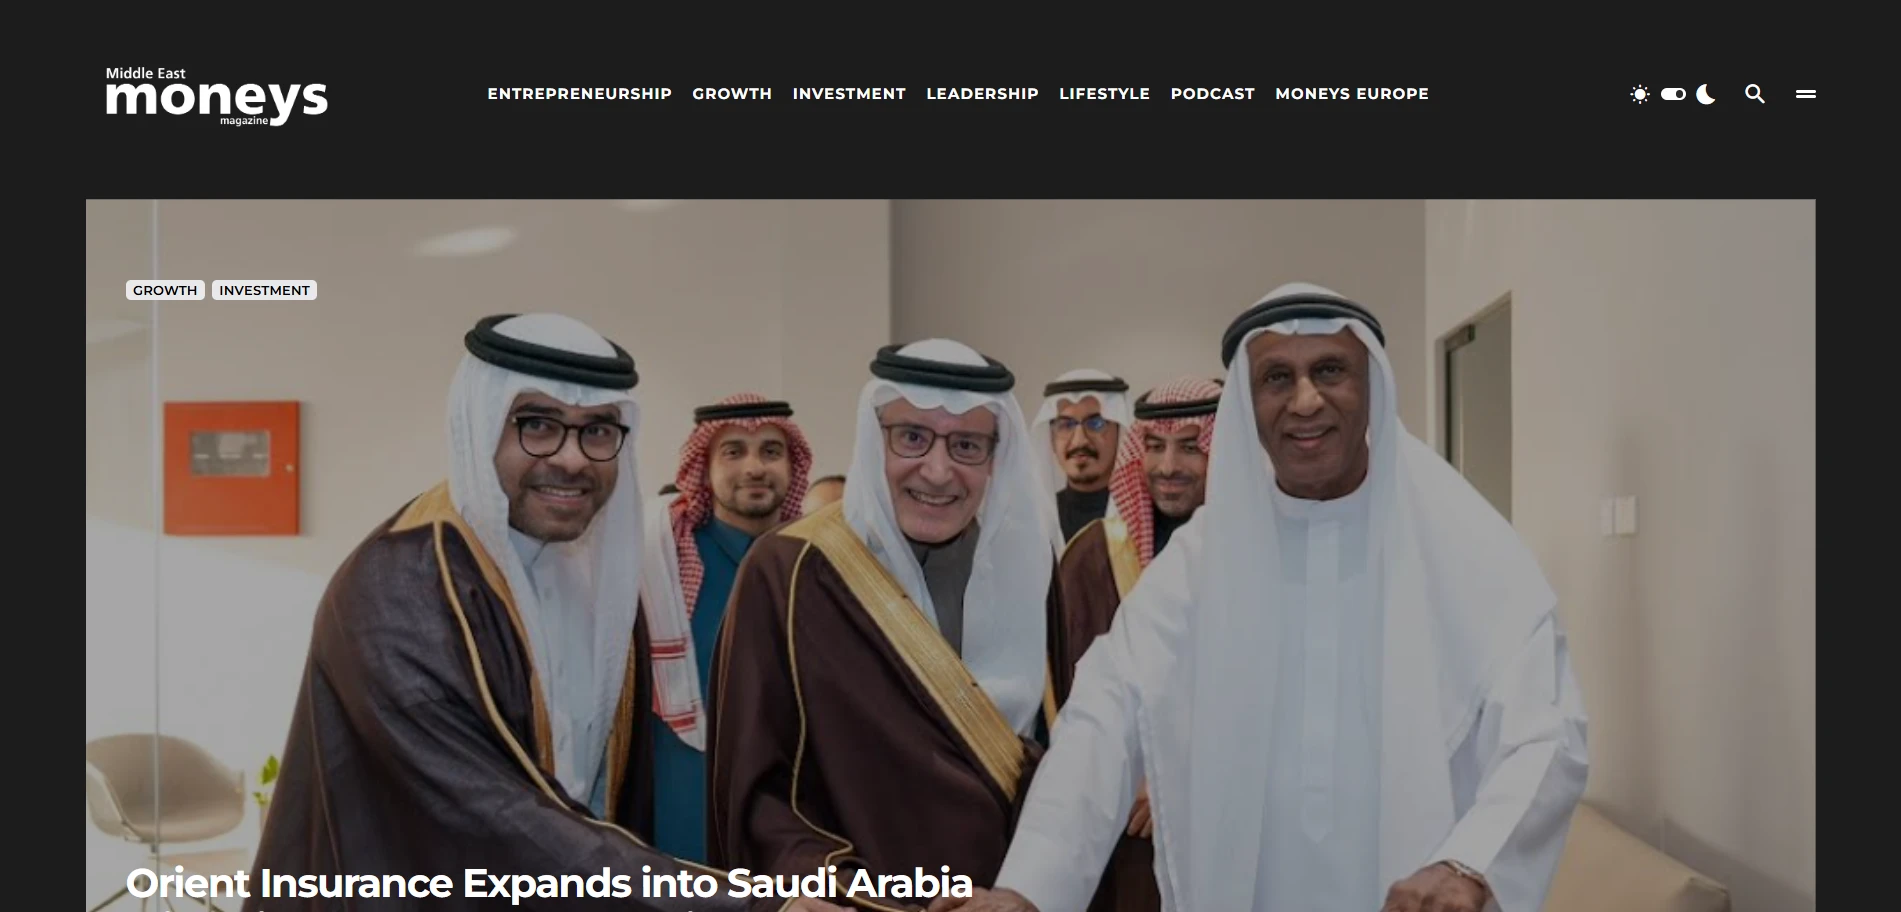 Middle East
moneys
magazine
ENTREPRENEURSHIP GROWTH INVESTMENT LEADERSHIP LIFESTYLE PODCAST MONEYS EUROPE
GROWTH INVESTMENT
Orient Insurance Expands into Saudi Arabia